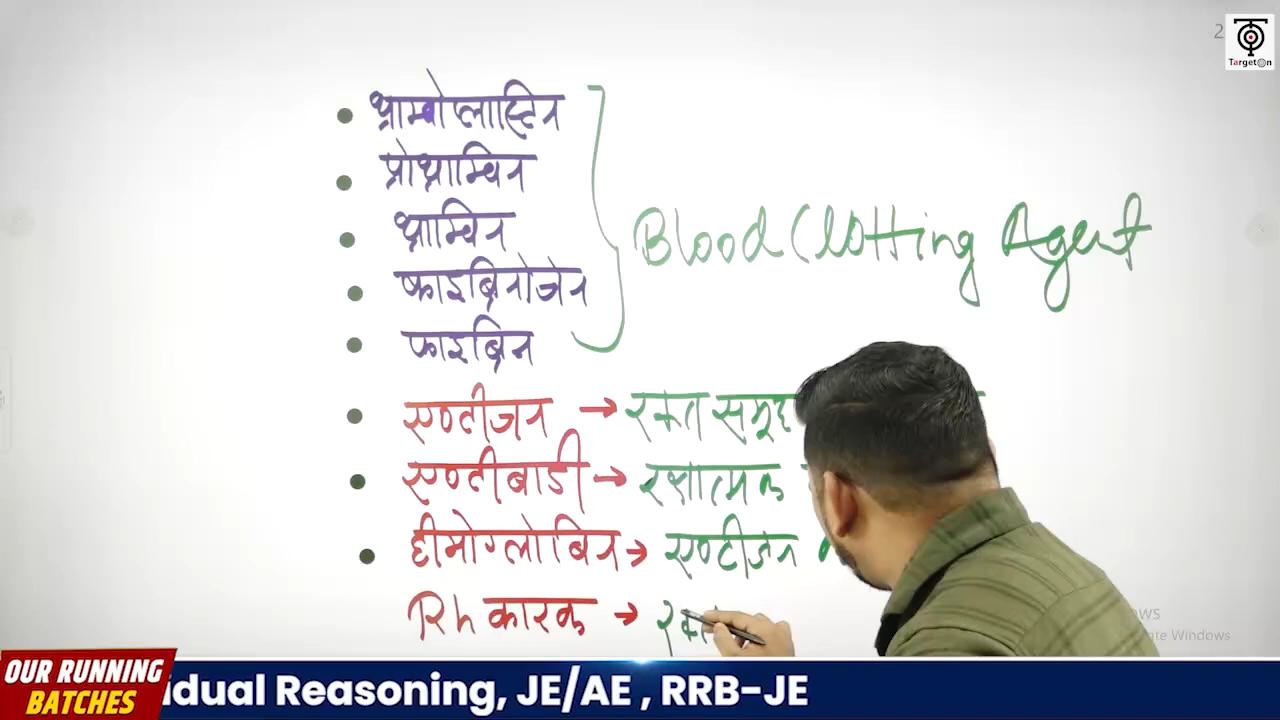 थ्राम्बोप्लास्टिन
प्रोथ्राम्बिन
थ्राम्बिन
फाइब्रिनोजेन
फाइब्रिन
Blood Clotting Agent
एण्टीजन → रक्त समूह
एण्टीबाडी → रक्षात्मक
हीमोग्लोबिन → एण्टीजन
Rh कारक →
TargetOn
OUR RUNNING
BATCHES
idual Reasoning, JE/AE , RRB-JE